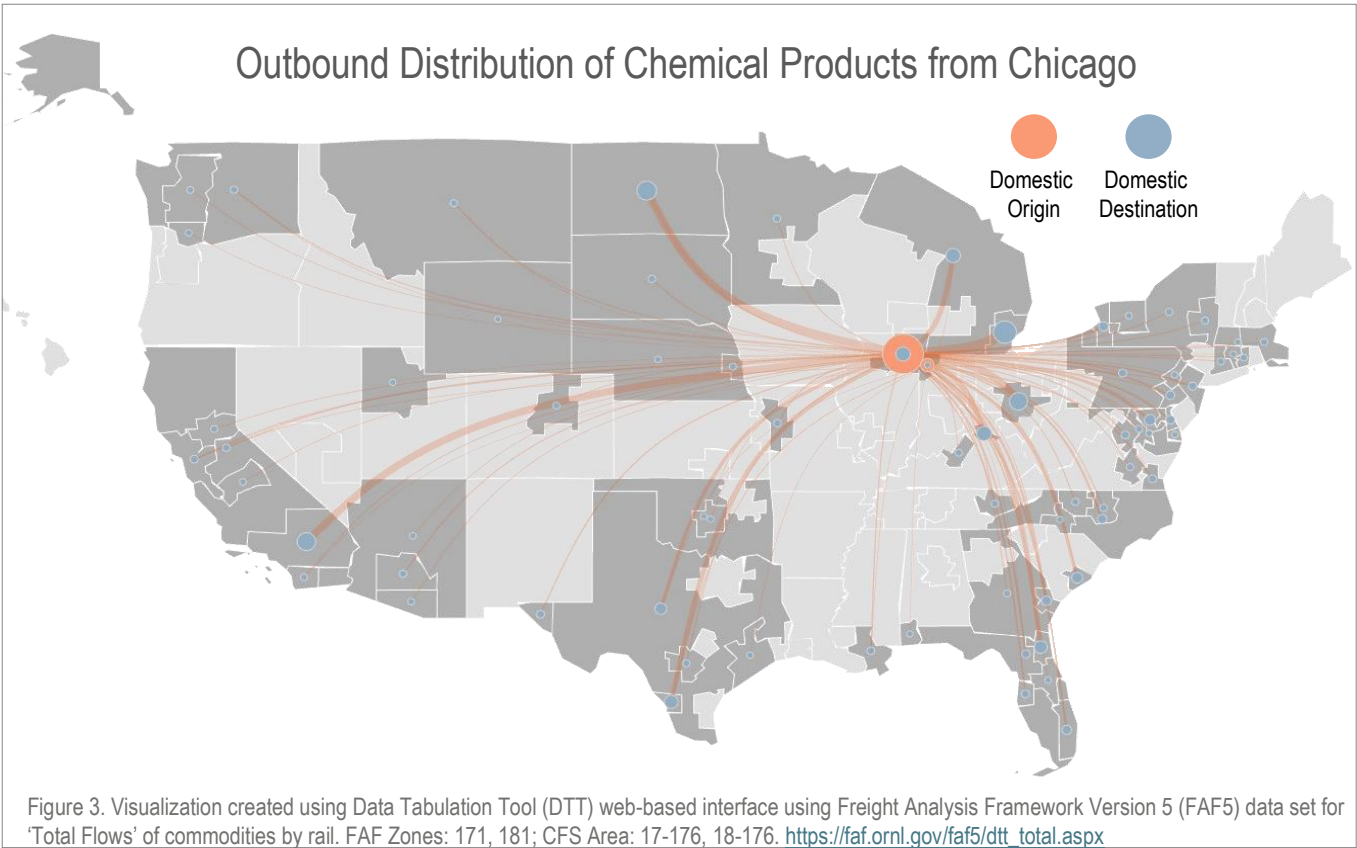 Outbound Distribution of Chemical Products from Chicago
Domestic Origin
Domestic Destination
Figure 3. Visualization created using Data Tabulation Tool (DTT) web-based interface using Freight Analysis Framework Version 5 (FAF5) data set for
‘Total Flows’ of commodities by rail. FAF Zones: 171, 181; CFS Area: 17-176, 18-176. https://faf.ornl.gov/faf5/dtt_total.aspx